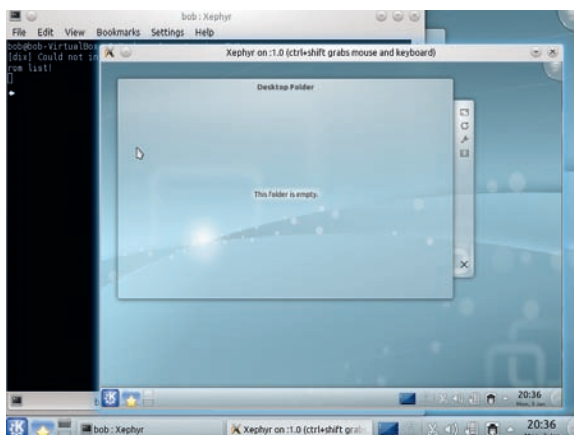 bob : Xephyr
File Edit View Bookmarks Settings Help
bob@bob-VirtualBox
[dix] Could not in
rom list!
Xephyr on :1.0 (ctrl+shift grabs mouse and keyboard)
Desktop Folder
This folder is empty.
20:36
bob : Xephyr
Xephyr on :1.0 (ctrl+shift grab
20:36